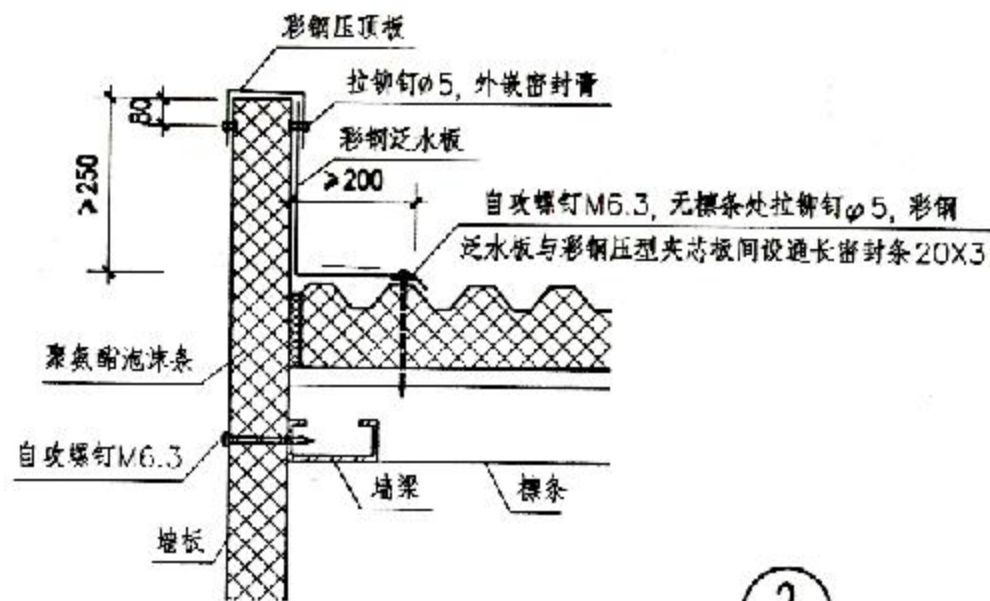 彩钢压顶板
拉铆钉φ5, 外嵌密封膏
80
彩钢泛水板
≥250
≥200
自攻螺钉M6.3, 无檩条处拉铆钉φ5, 彩钢
泛水板与彩钢压型夹芯板间设通长密封条20X3
聚氨酯泡沫条
自攻螺钉M6.3
墙梁
檩条
墙板